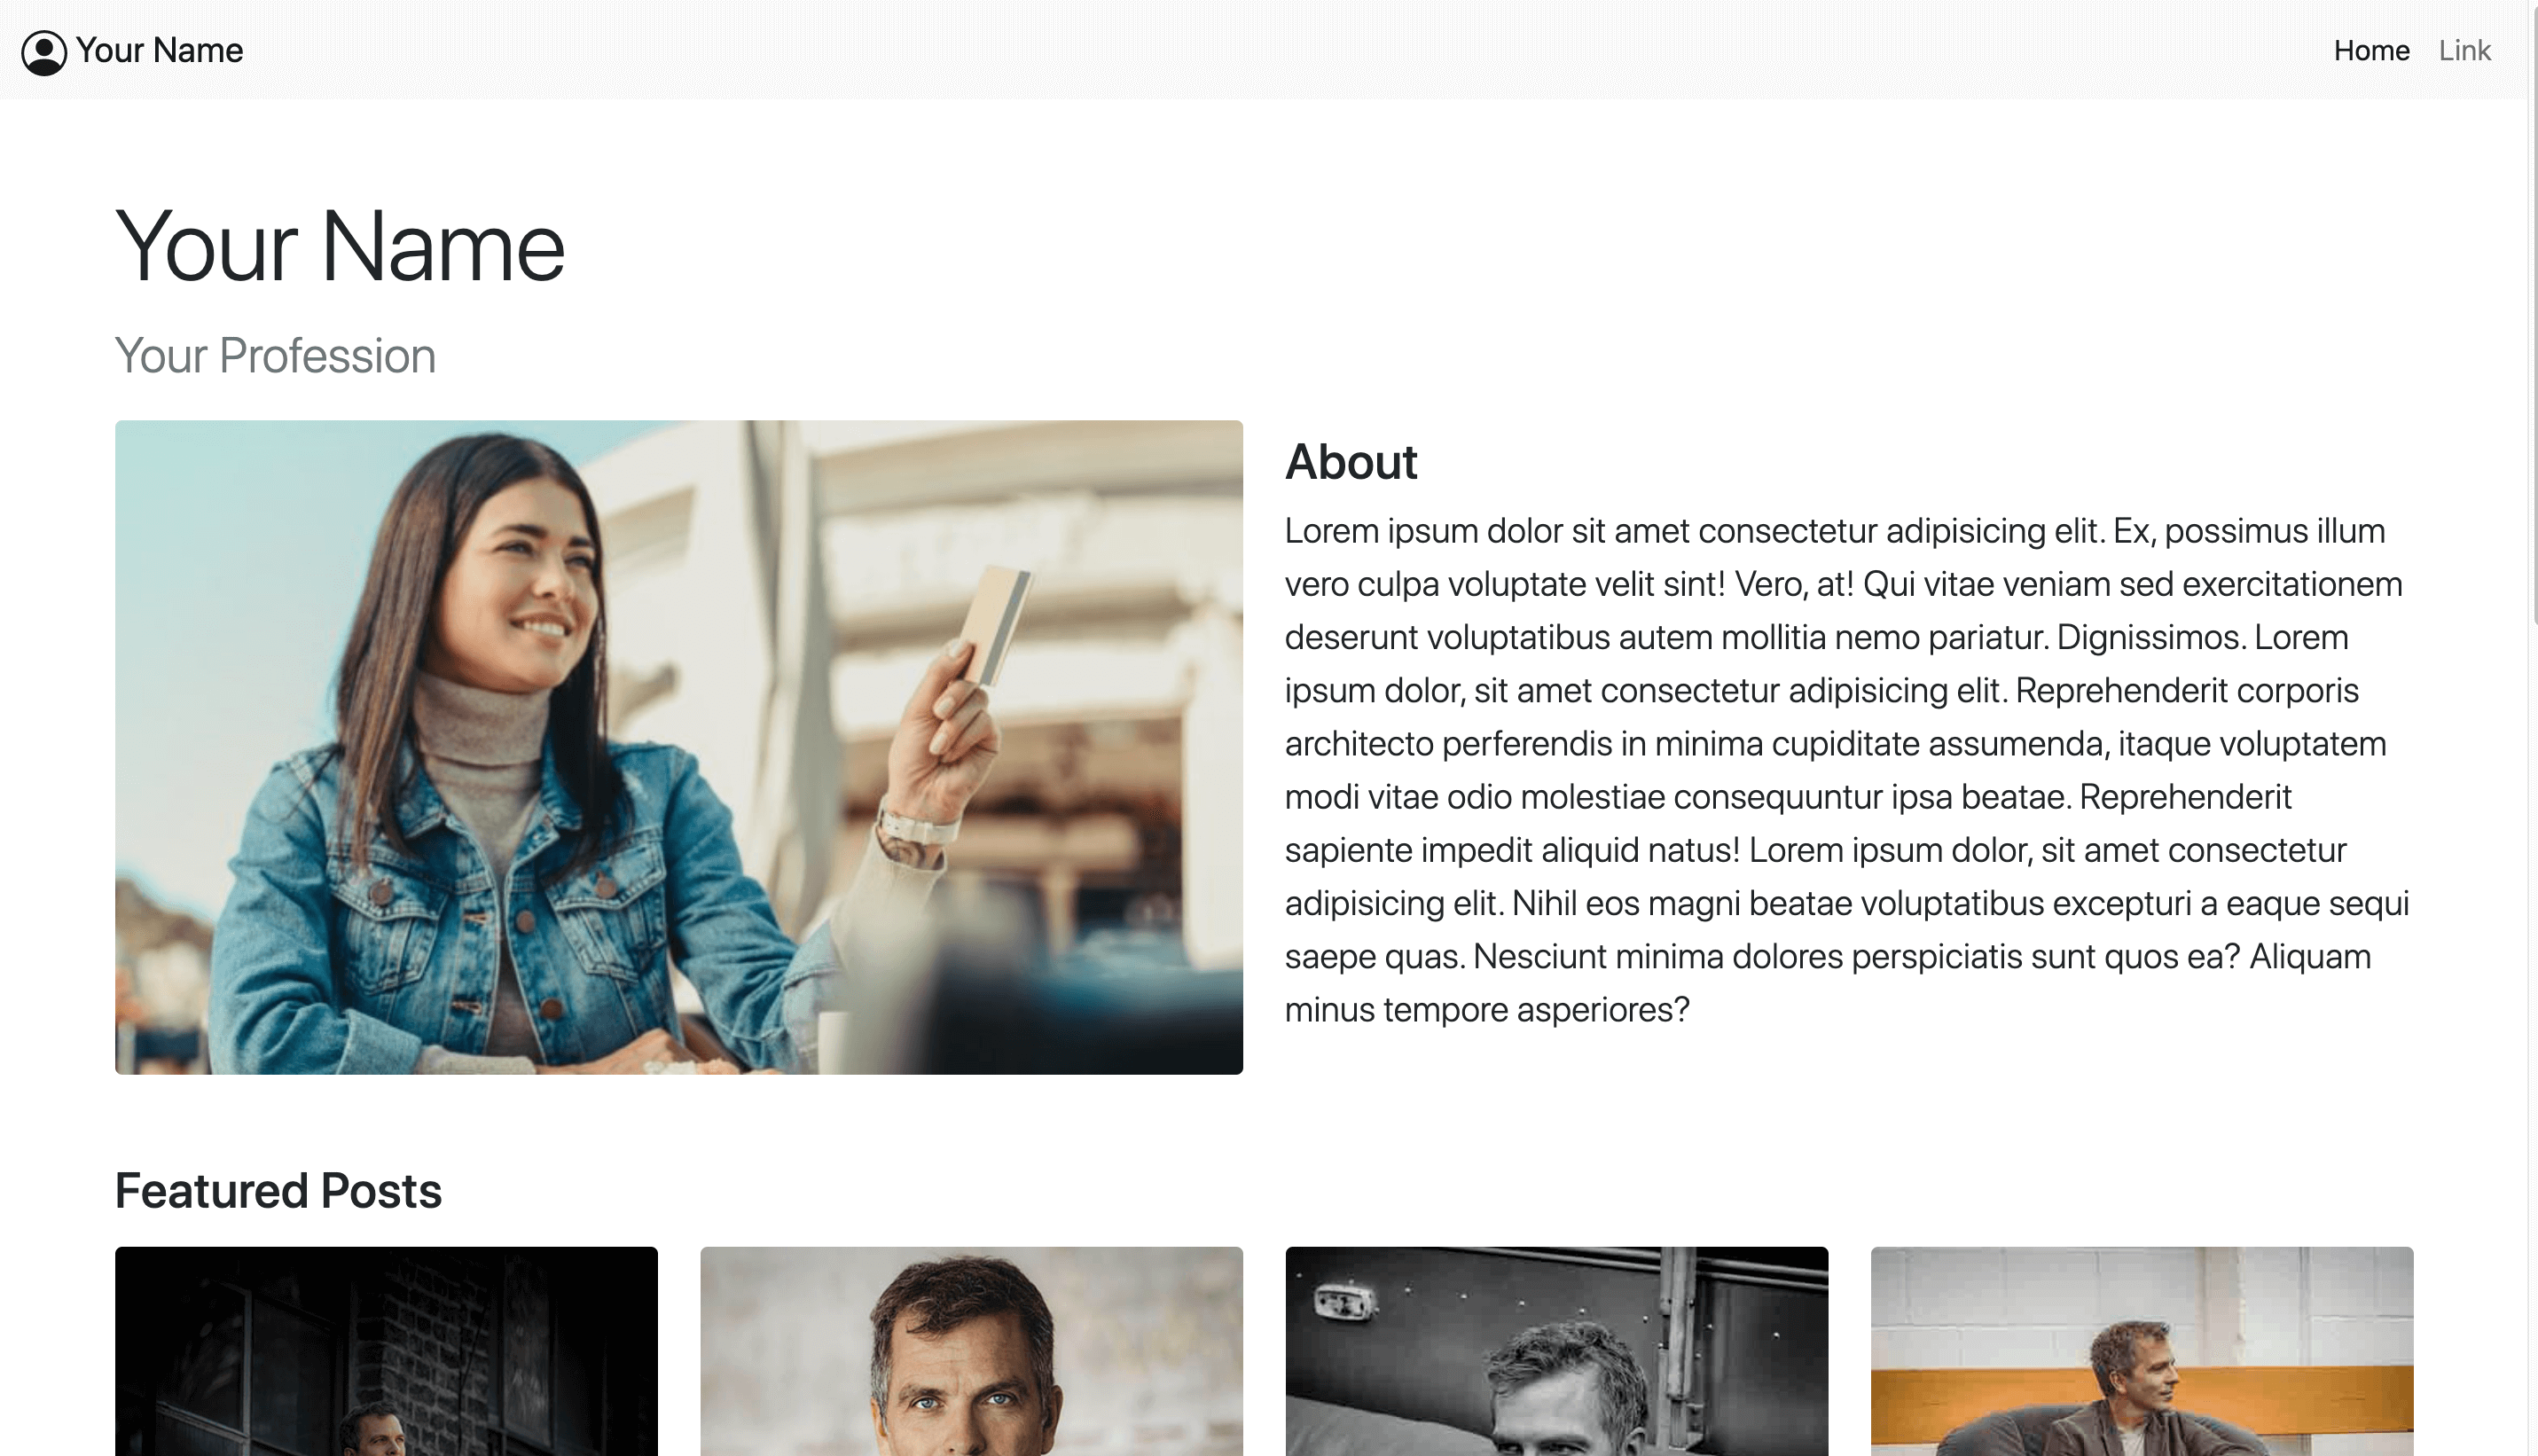 Your Name
Home Link
Your Name
Your Profession
About
Lorem ipsum dolor sit amet consectetur adipisicing elit. Ex, possimus illum
vero culpa voluptate velit sint! Vero, at! Qui vitae veniam sed exercitationem
deserunt voluptatibus autem mollitia nemo pariatur. Dignissimos. Lorem
ipsum dolor, sit amet consectetur adipisicing elit. Reprehenderit corporis
architecto perferendis in minima cupiditate assumenda, itaque voluptatem
modi vitae odio molestiae consequuntur ipsa beatae. Reprehenderit
sapiente impedit aliquid natus! Lorem ipsum dolor, sit amet consectetur
adipisicing elit. Nihil eos magni beatae voluptatibus excepturi a eaque sequi
saepe quas. Nesciunt minima dolores perspiciatis sunt quos ea? Aliquam
minus tempore asperiores?
Featured Posts